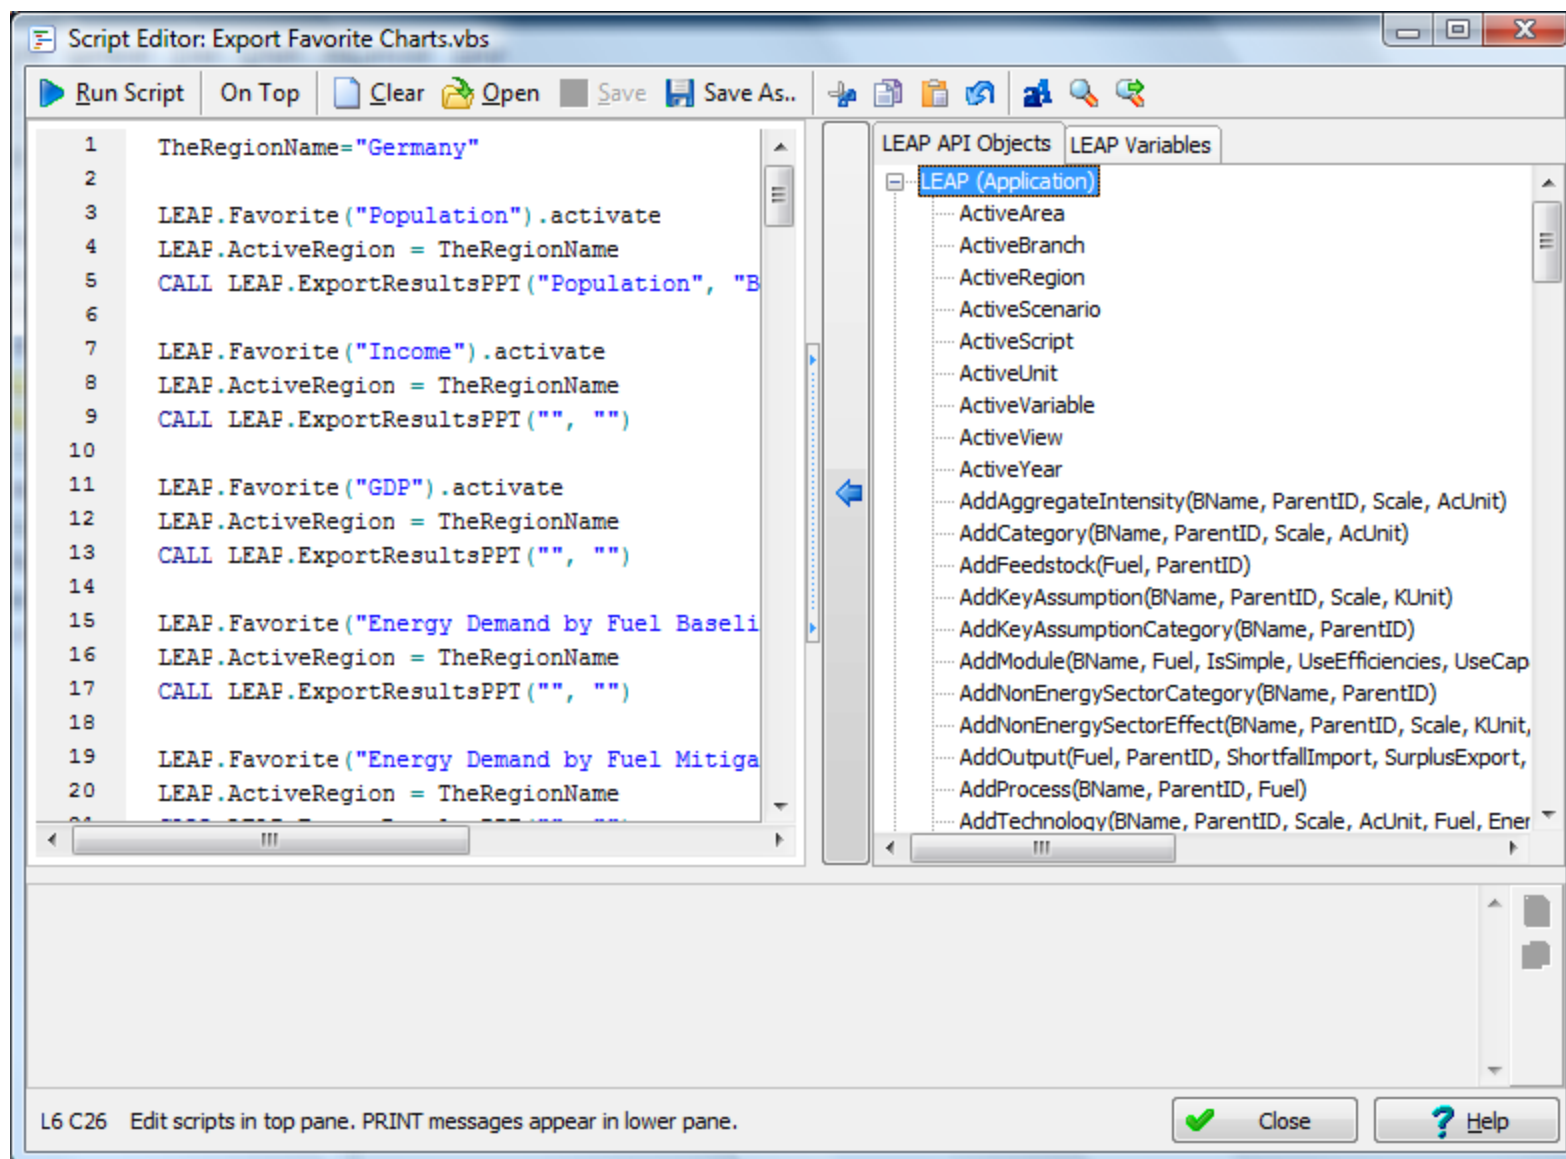 Script Editor: Export Favorite Charts.vbs
Run Script On Top Clear Open Save Save As..
1 TheRegionName="Germany"
2
3 LEAP.Favorite("Population").activate
4 LEAP.ActiveRegion = TheRegionName
5 CALL LEAP.ExportResultsPPT("Population", "B
6
7 LEAP.Favorite("Income").activate
8 LEAP.ActiveRegion = TheRegionName
9 CALL LEAP.ExportResultsPPT("", "")
10
11 LEAP.Favorite("GDP").activate
12 LEAP.ActiveRegion = TheRegionName
13 CALL LEAP.ExportResultsPPT("", "")
14
15 LEAP.Favorite("Energy Demand by Fuel Baseli
16 LEAP.ActiveRegion = TheRegionName
17 CALL LEAP.ExportResultsPPT("", "")
18
19 LEAP.Favorite("Energy Demand by Fuel Mitiga
20 LEAP.ActiveRegion = TheRegionName
LEAP API Objects LEAP Variables
LEAP (Application)
ActiveArea
ActiveBranch
ActiveRegion
ActiveScenario
ActiveScript
ActiveUnit
ActiveVariable
ActiveView
ActiveYear
AddAggregateIntensity(BName, ParentID, Scale, AcUnit)
AddCategory(BName, ParentID, Scale, AcUnit)
AddFeedstock(Fuel, ParentID)
AddKeyAssumption(BName, ParentID, Scale, KUnit)
AddKeyAssumptionCategory(BName, ParentID)
AddModule(BName, Fuel, IsSimple, UseEfficiencies, UseCap
AddNonEnergySectorCategory(BName, ParentID)
AddNonEnergySectorEffect(BName, ParentID, Scale, KUnit,
AddOutput(Fuel, ParentID, ShortfallImport, SurplusExport,
AddProcess(BName, ParentID, Fuel)
AddTechnology(BName, ParentID, Scale, AcUnit, Fuel, Ener
L6 C26 Edit scripts in top pane. PRINT messages appear in lower pane.
Close Help